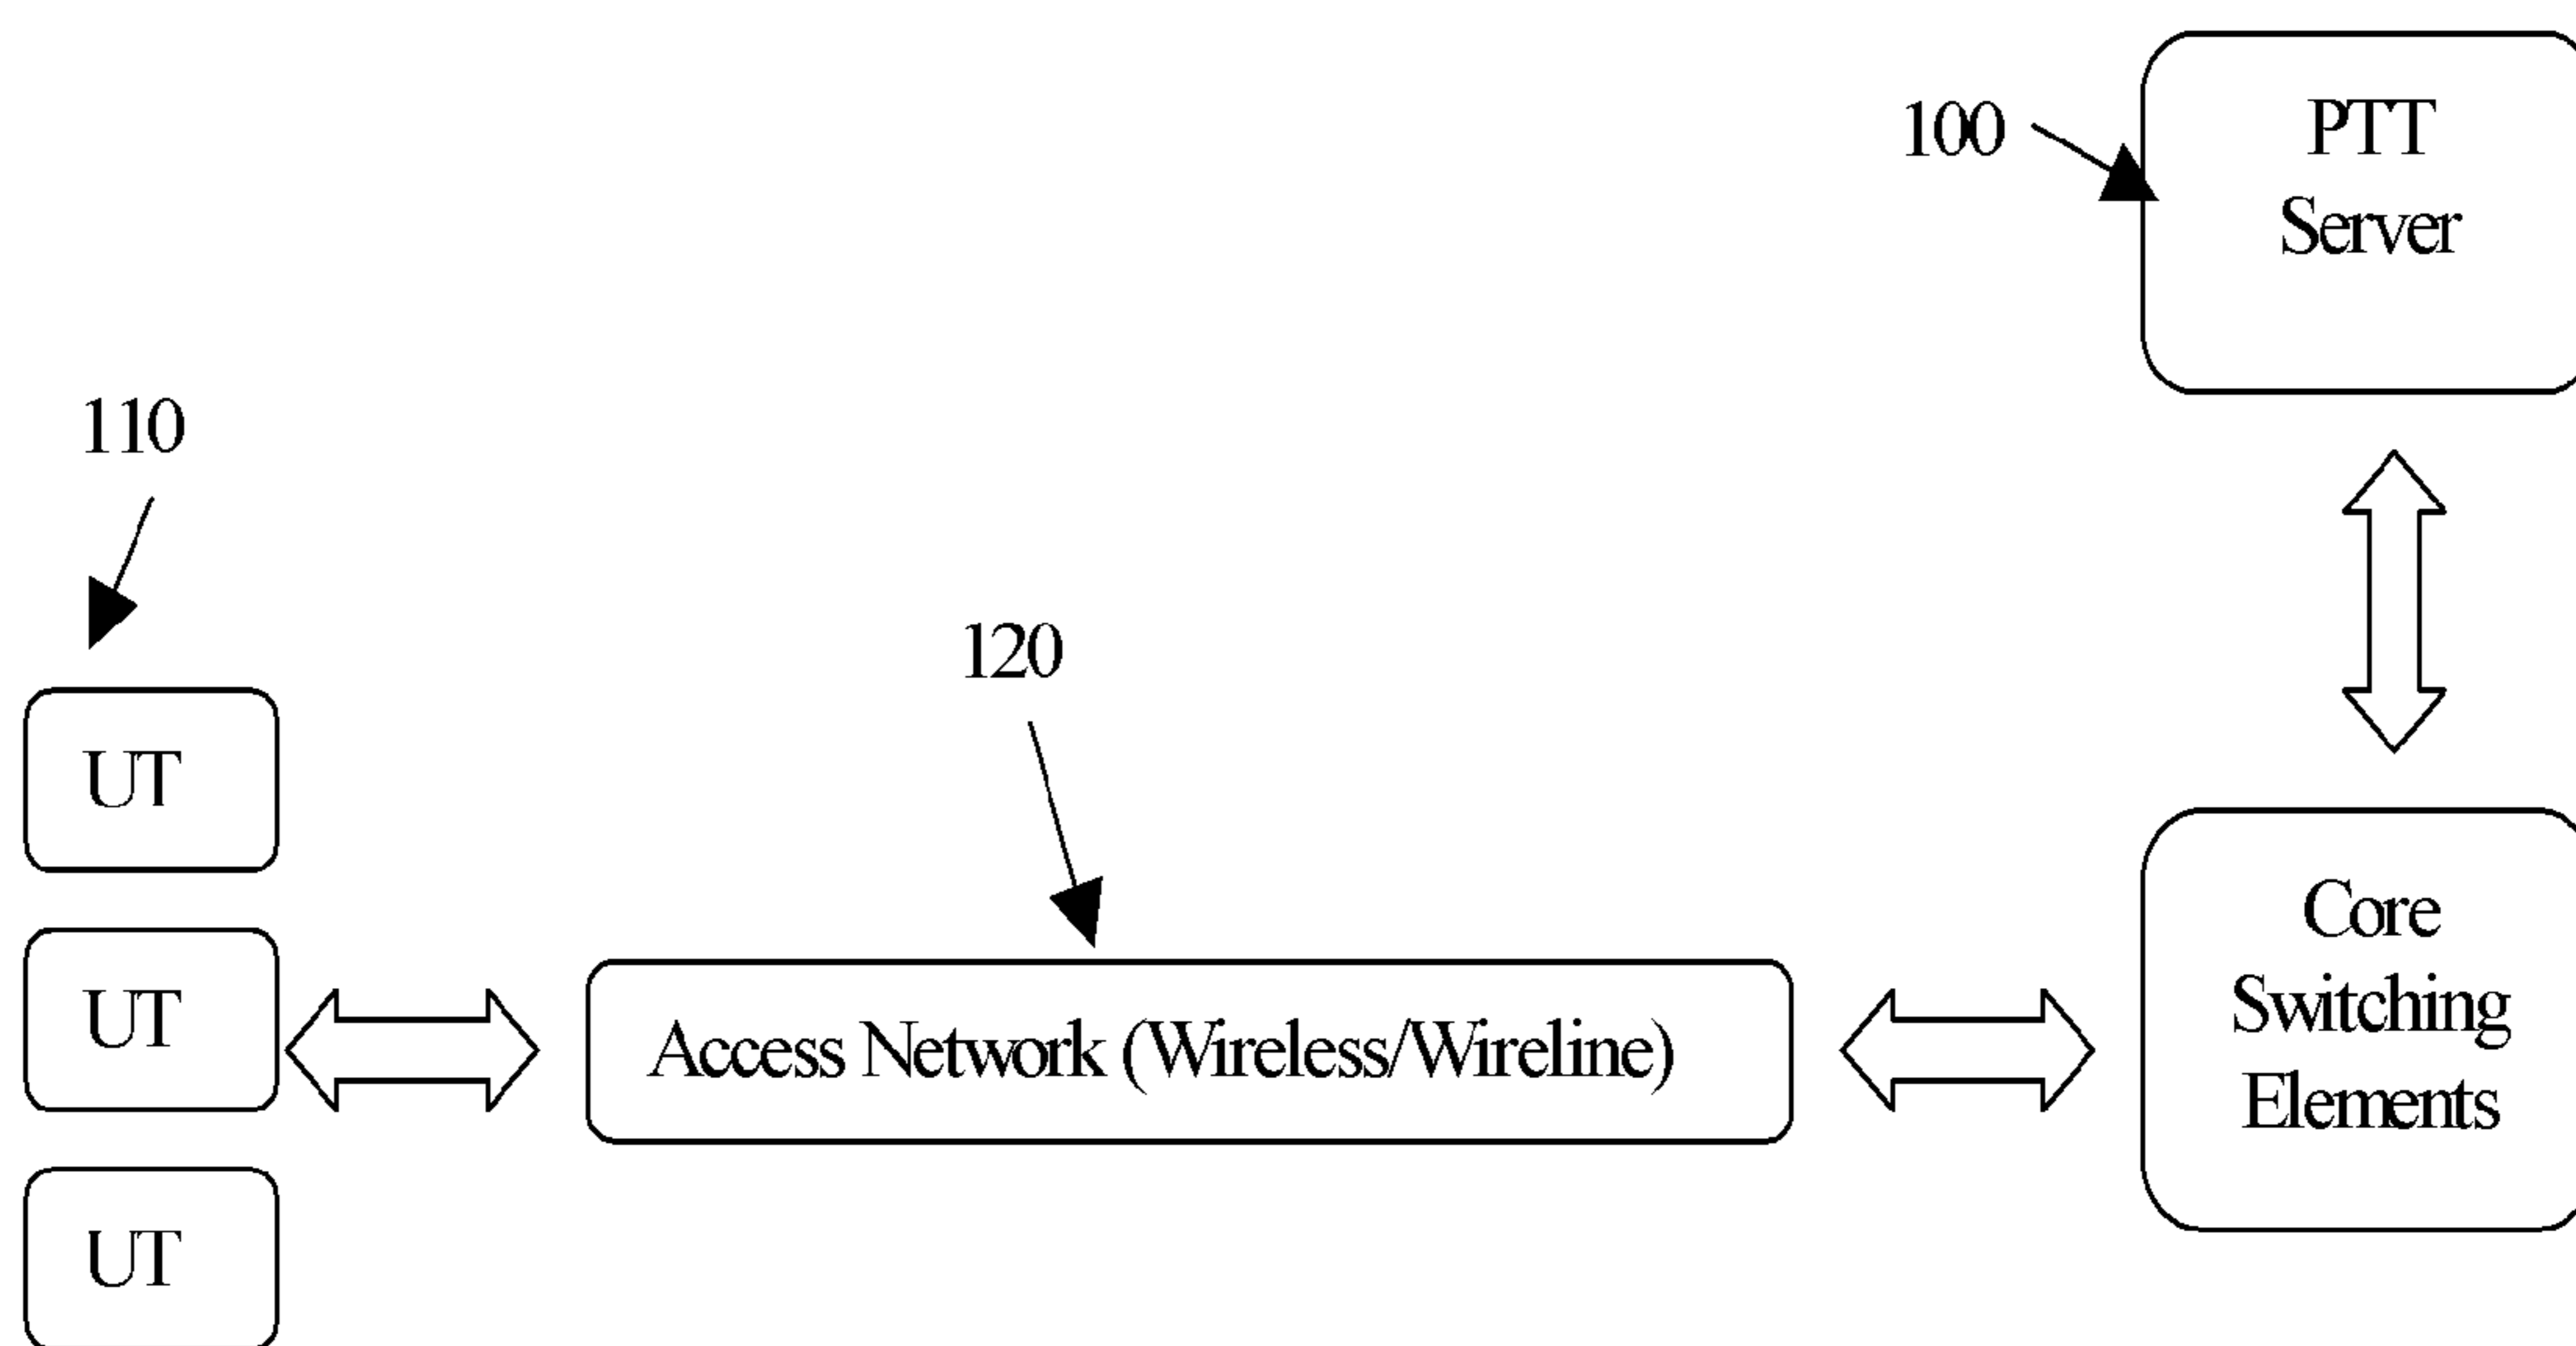 100
PTT
Server
110
120
UT
UT
UT
Access Network (Wireless/Wireline)
Core
Switching
Elements